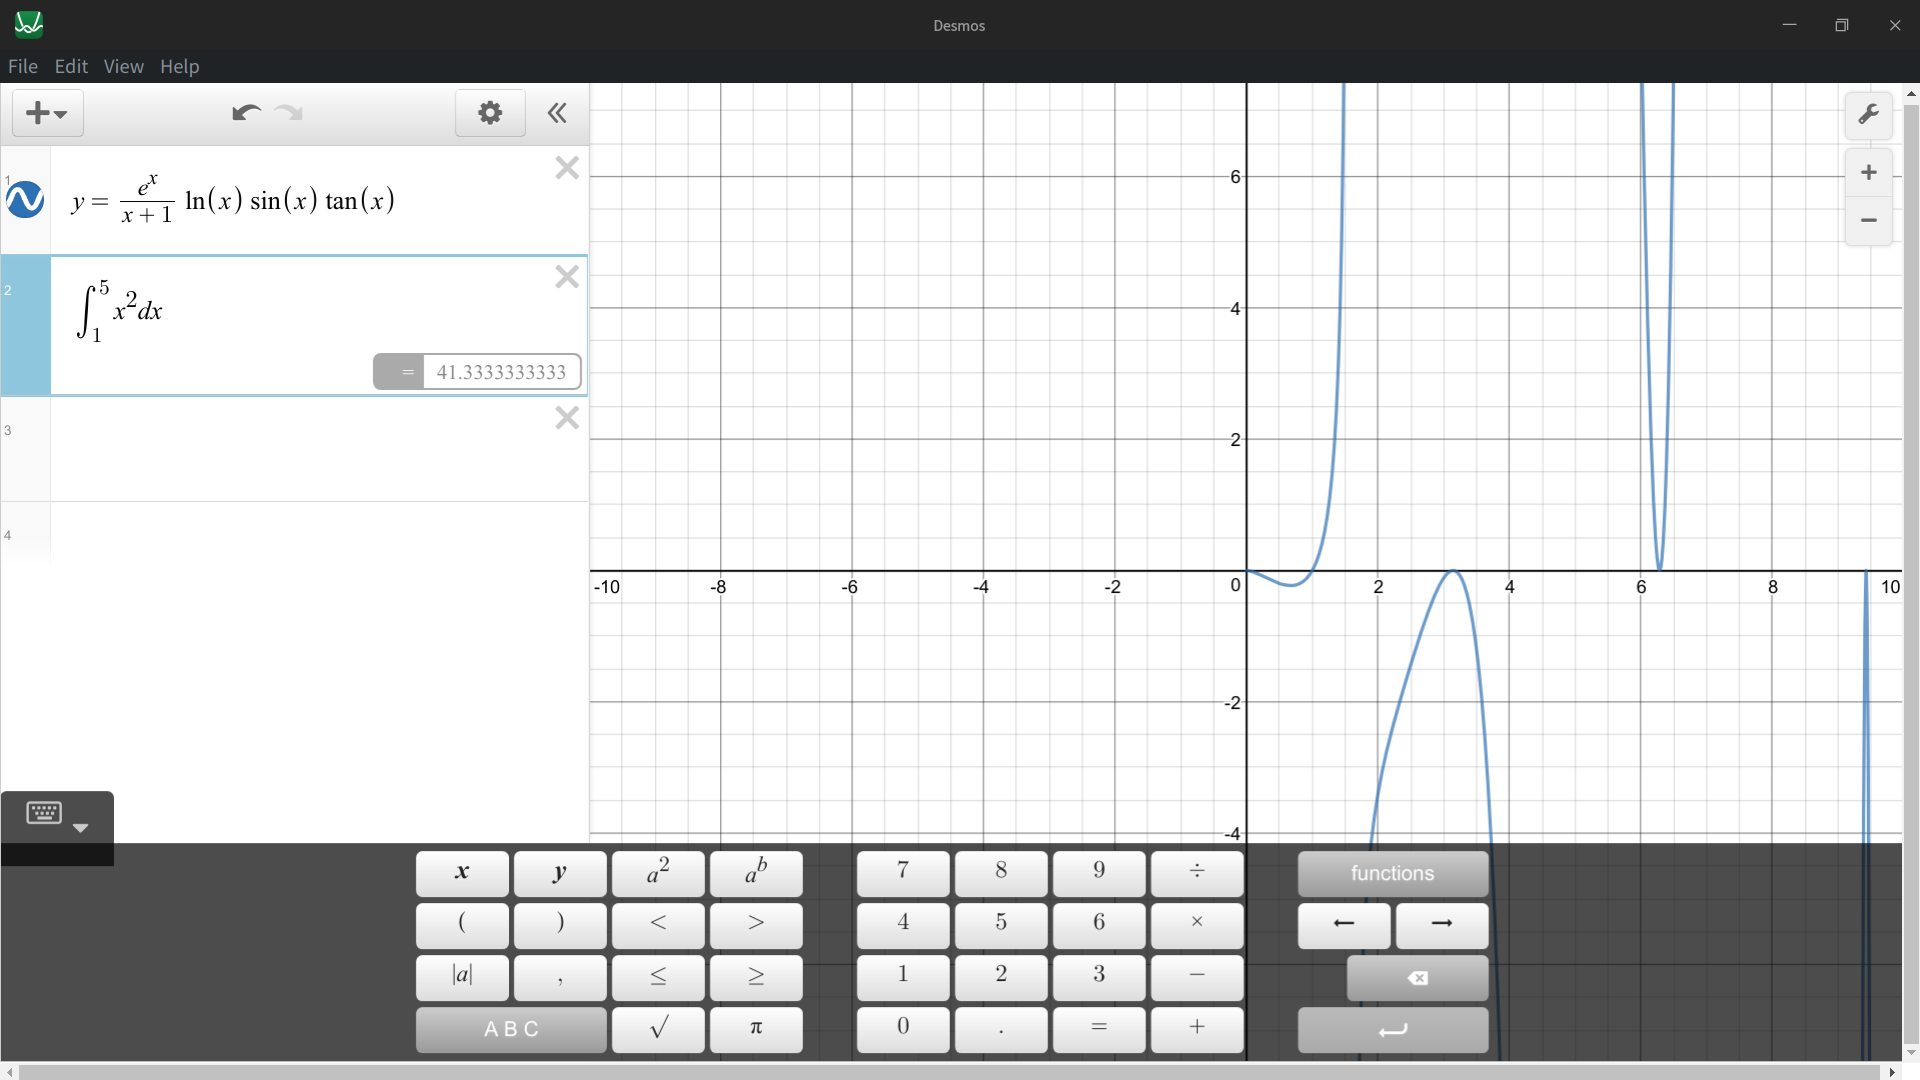 Desmos
File Edit View Help
1
y = e^x/(x + 1) ln(x) sin(x) tan(x)
2
∫_1^5 x^2dx
= 41.3333333333
3
4
6
4
2
-10 -8 -6 -4 -2 0 2 4 6 8 10
-2
-4
x y a^2 a^b 7 8 9 ÷ functions
( ) < > 4 5 6 × ← →
|a| , ≤ ≥ 1 2 3 −
A B C √ π 0 . = +